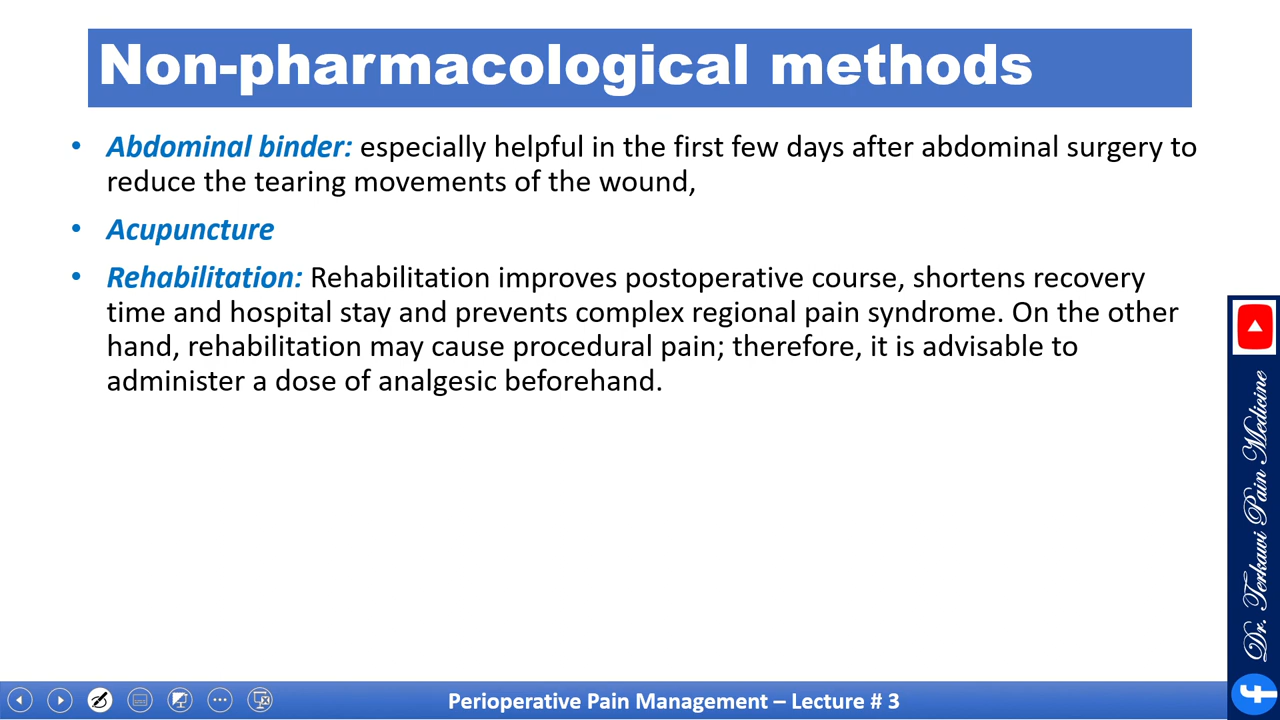 Non-pharmacological methods
• Abdominal binder: especially helpful in the first few days after abdominal surgery to
reduce the tearing movements of the wound,
• Acupuncture
• Rehabilitation: Rehabilitation improves postoperative course, shortens recovery
time and hospital stay and prevents complex regional pain syndrome. On the other
hand, rehabilitation may cause procedural pain; therefore, it is advisable to
administer a dose of analgesic beforehand.
Dr. Terkawi Pain Medicine
Perioperative Pain Management – Lecture # 3